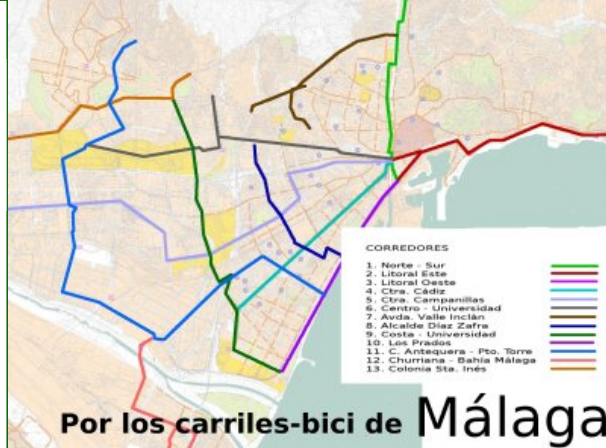 CORREDORES
1. Norte - Sur
2. Litoral Este
3. Litoral Oeste
4. Ctra. Cádiz
5. Ctra. Campanillas
6. Centro - Universidad
7. Avda. Valle Inclán
8. Alcalde Díaz Zafra
9. Costa - Universidad
10. Los Prados
11. C. Antequera - Pto. Torre
12. Churriana - Bahía Málaga
13. Colonia Sta. Inés
Por los carriles-bici de Málaga